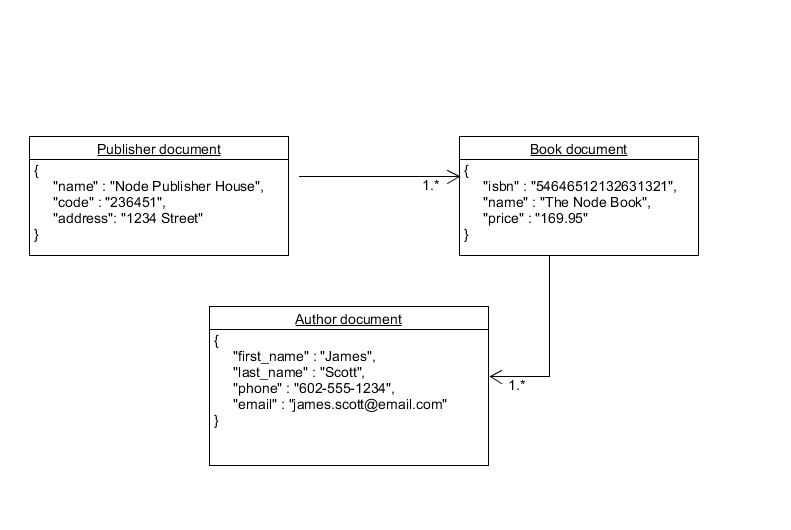 Publisher document
{
"name" : "Node Publisher House",
"code" : "236451",
"address": "1234 Street"
}
1.*
Book document
{
"isbn" : "54646512132631321",
"name" : "The Node Book",
"price" : "169.95"
}
Author document
{
"first_name" : "James",
"last_name" : "Scott",
"phone" : "602-555-1234",
"email" : "james.scott@email.com"
}
1.*